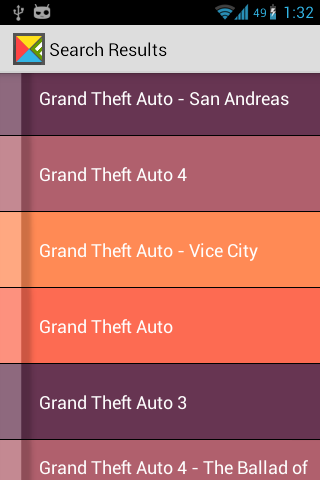 49 1:32
Search Results
Grand Theft Auto - San Andreas
Grand Theft Auto 4
Grand Theft Auto - Vice City
Grand Theft Auto
Grand Theft Auto 3
Grand Theft Auto 4 - The Ballad of